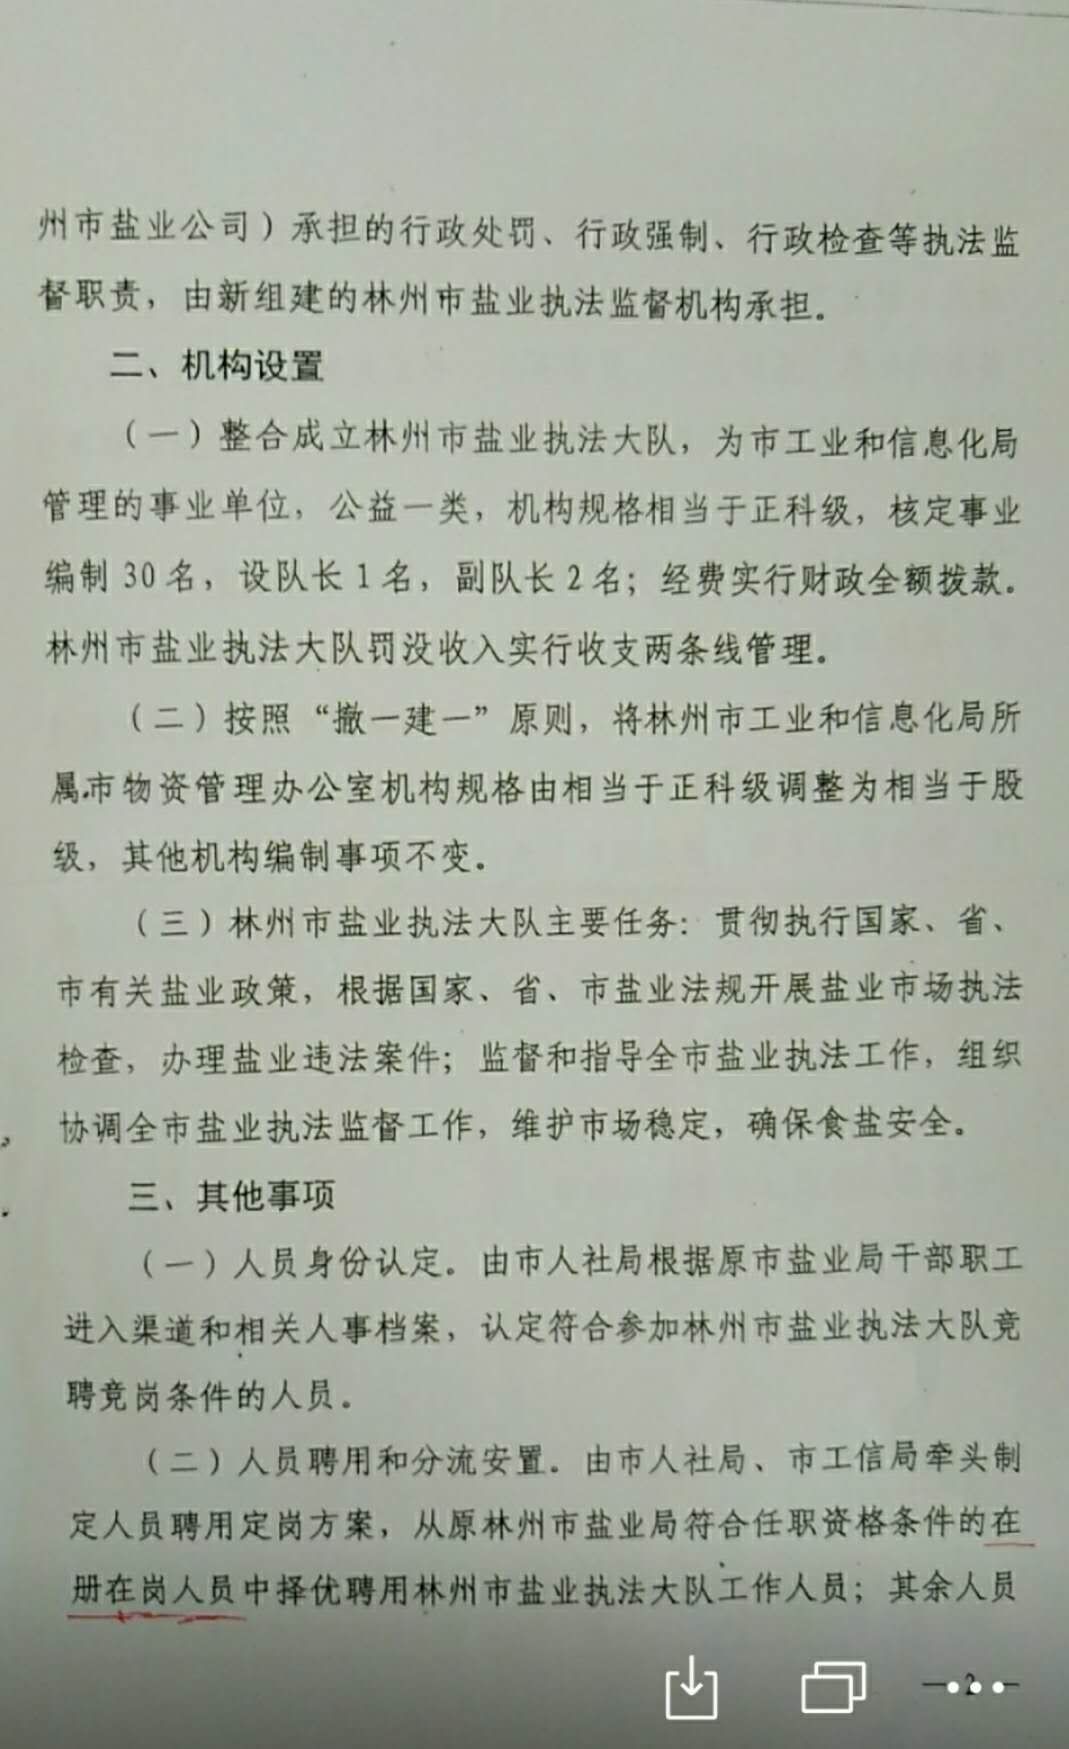 州市盐业公司）承担的行政处罚、行政强制、行政检查等执法监
督职责，由新组建的林州市盐业执法监督机构承担。
二、机构设置
（一）整合成立林州市盐业执法大队，为市工业和信息化局
管理的事业单位，公益一类，机构规格相当于正科级，核定事业
编制 30 名，设队长 1 名，副队长 2 名；经费实行财政全额拨款。
林州市盐业执法大队罚没收入实行收支两条线管理。
（二）按照“撤一建一”原则，将林州市工业和信息化局所
属市物资管理办公室机构规格由相当于正科级调整为相当于股
级，其他机构编制事项不变。
（三）林州市盐业执法大队主要任务：贯彻执行国家、省、
市有关盐业政策，根据国家、省、市盐业法规开展盐业市场执法
检查，办理盐业违法案件；监督和指导全市盐业执法工作，组织
协调全市盐业执法监督工作，维护市场稳定，确保食盐安全。
三、其他事项
（一）人员身份认定。由市人社局根据原市盐业局干部职工
进入渠道和相关人事档案，认定符合参加林州市盐业执法大队竞
聘竞岗条件的人员。
（二）人员聘用和分流安置。由市人社局、市工信局牵头制
定人员聘用定岗方案，从原林州市盐业局符合任职资格条件的在
册在岗人员中择优聘用林州市盐业执法大队工作人员；其余人员
— 2 —